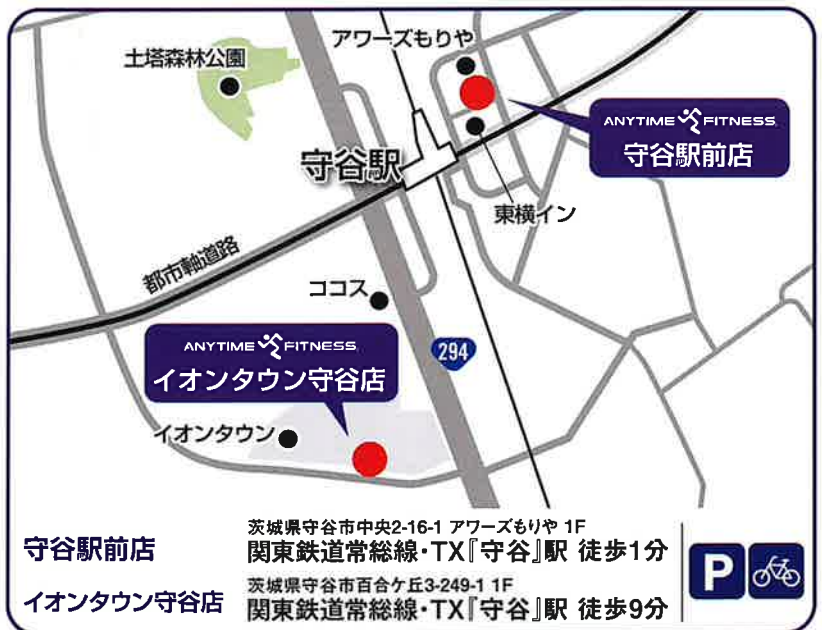 アワーズもりや
土塔森林公園
ANYTIME FITNESS
守谷駅前店
守谷駅
東横イン
都市軸道路
ココス
294
ANYTIME FITNESS
イオンタウン守谷店
イオンタウン
守谷駅前店
茨城県守谷市中央2-16-1 アワーズもりや 1F
関東鉄道常総線・TX『守谷』駅 徒歩1分
イオンタウン守谷店
茨城県守谷市百合ケ丘3-249-1 1F
関東鉄道常総線・TX『守谷』駅 徒歩9分
P